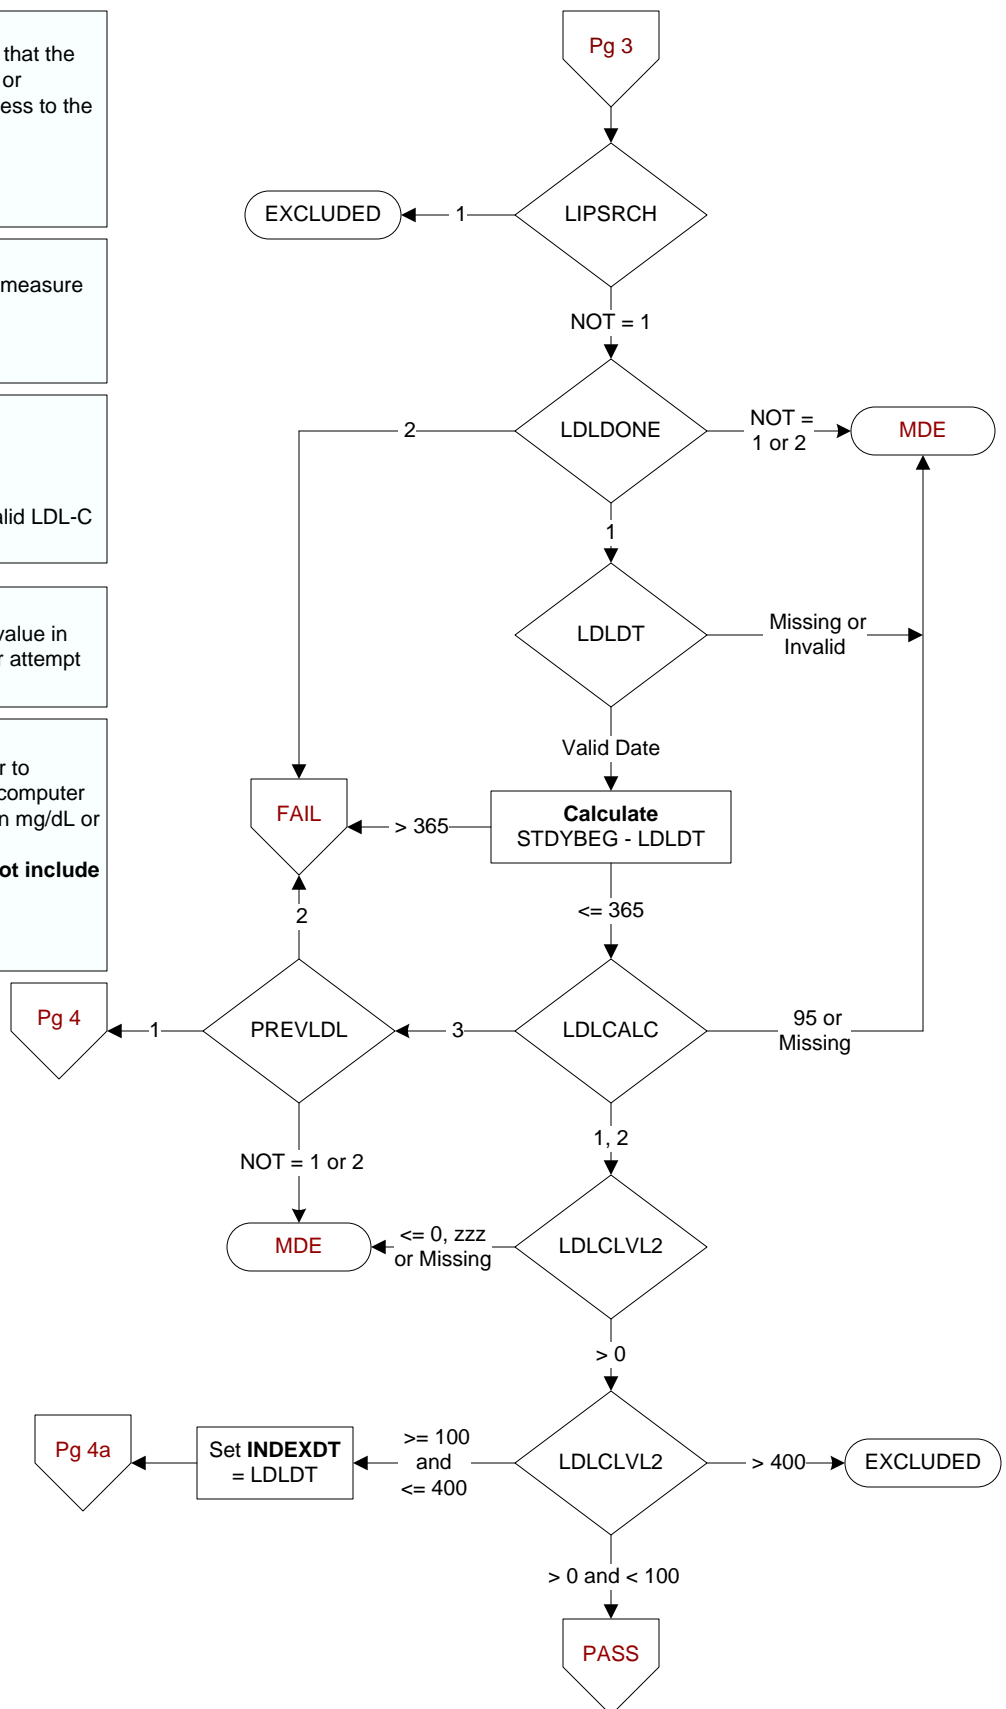 that the
or
ess to the
measure
alid LDL-C
value in
r attempt
r to
computer
n mg/dL or
ot include
Pg 3
LIPSRCH
1
EXCLUDED
NOT = 1
LDLDONE
2
NOT =
1 or 2
MDE
1
LDLDT
Missing or
Invalid
Valid Date
Calculate
STDYBEG - LDLDT
> 365
FAIL
<= 365
2
LDLCALC
95 or
Missing
3
PREVLDL
1
Pg 4
NOT = 1 or 2
1, 2
LDLCLVL2
<= 0, zzz
or Missing
MDE
> 0
LDLCLVL2
> 400
EXCLUDED
>= 100
and
<= 400
Set INDEXDT
= LDLDT
Pg 4a
> 0 and < 100
PASS